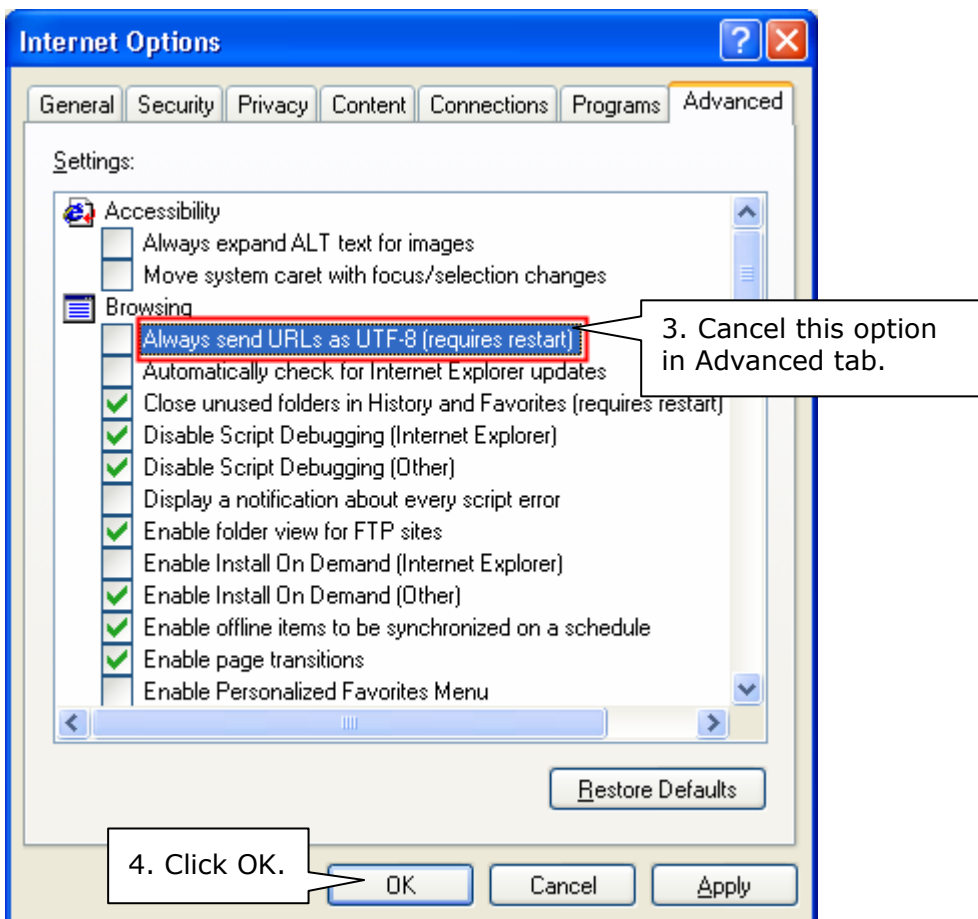 Internet Options
General Security Privacy Content Connections Programs Advanced
Settings:
Accessibility
Always expand ALT text for images
Move system caret with focus/selection changes
Browsing
Always send URLs as UTF-8 (requires restart)
3. Cancel this option
in Advanced tab.
Automatically check for Internet Explorer updates
Close unused folders in History and Favorites (requires restart)
Disable Script Debugging (Internet Explorer)
Disable Script Debugging (Other)
Display a notification about every script error
Enable folder view for FTP sites
Enable Install On Demand (Internet Explorer)
Enable Install On Demand (Other)
Enable offline items to be synchronized on a schedule
Enable page transitions
Enable Personalized Favorites Menu
Restore Defaults
4. Click OK.
OK Cancel Apply